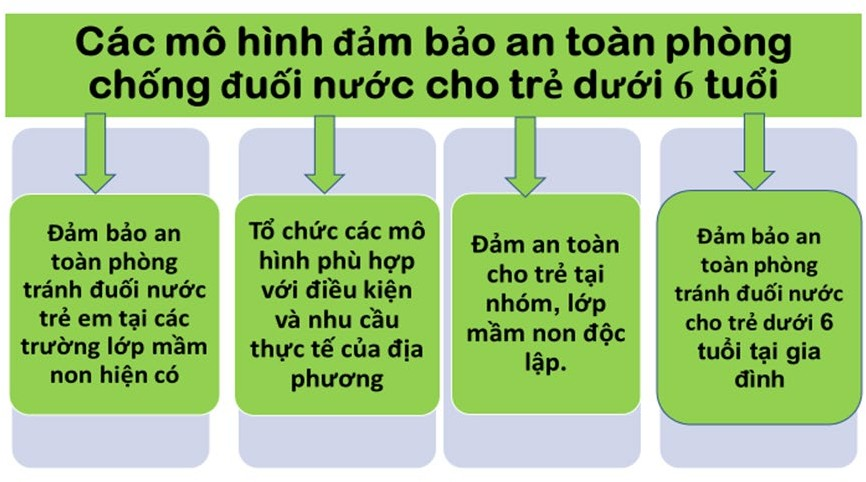 Các mô hình đảm bảo an toàn phòng
chống đuối nước cho trẻ dưới 6 tuổi
Đảm bảo an
toàn phòng
tránh đuối nước
trẻ em tại các
trường lớp mầm
non hiện có
Tổ chức các mô
hình phù hợp
với điều kiện
và nhu cầu
thực tế của địa
phương
Đảm an toàn
cho trẻ tại
nhóm, lớp
mầm non độc
lập.
Đảm bảo an
toàn phòng
tránh đuối nước
cho trẻ dưới 6
tuổi tại gia
đình